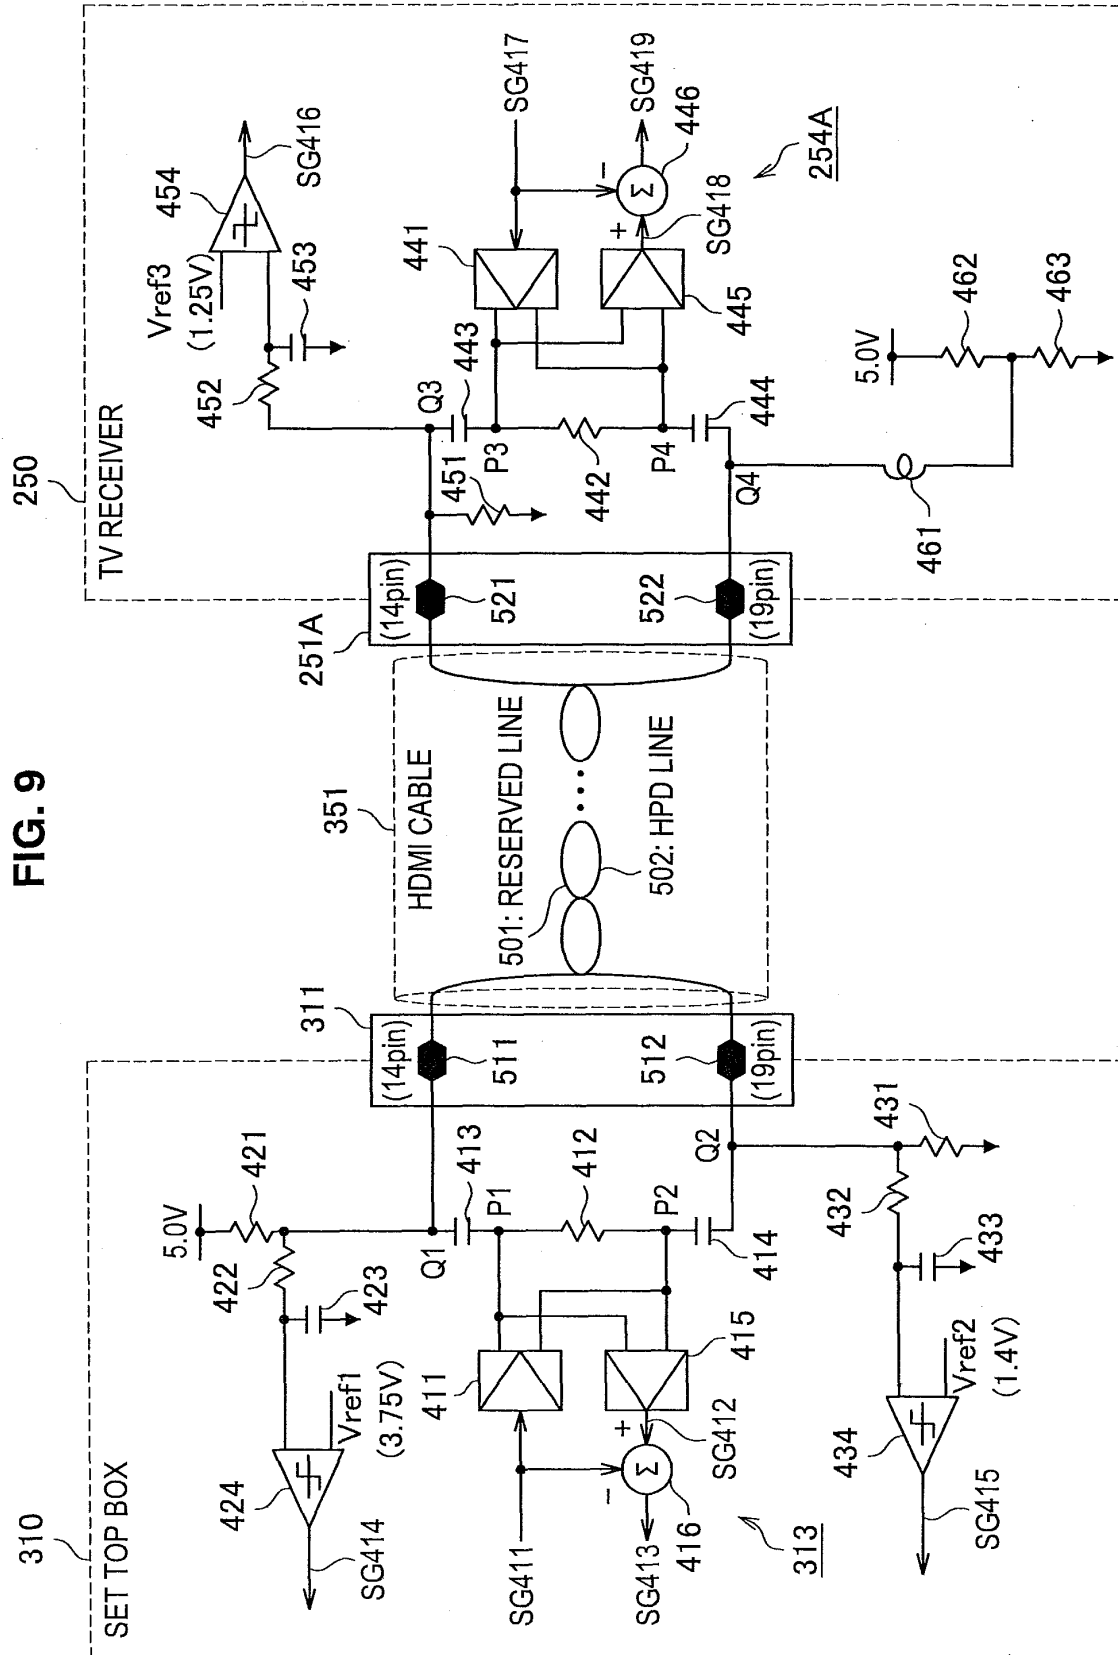 FIG. 9
310
SET TOP BOX
5.0V
421
422
423
424
Vref1
(3.75V)
SG414
Q1
413
P1
412
P2
414
Q2
411
415
SG411
SG412
SG413
416
313
431
432
433
434
Vref2
(1.4V)
SG415
311
(14pin)
511
512
(19pin)
351
HDMI CABLE
501: RESERVED LINE
502: HPD LINE
+
−
250
TV RECEIVER
251A
(14pin)
521
522
(19pin)
Vref3
(1.25V)
454
SG416
452
453
Q3
443
P3
451
442
P4
444
Q4
441
445
SG417
SG418
SG419
446
254A
+
−
Σ
Σ
5.0V
461
462
463